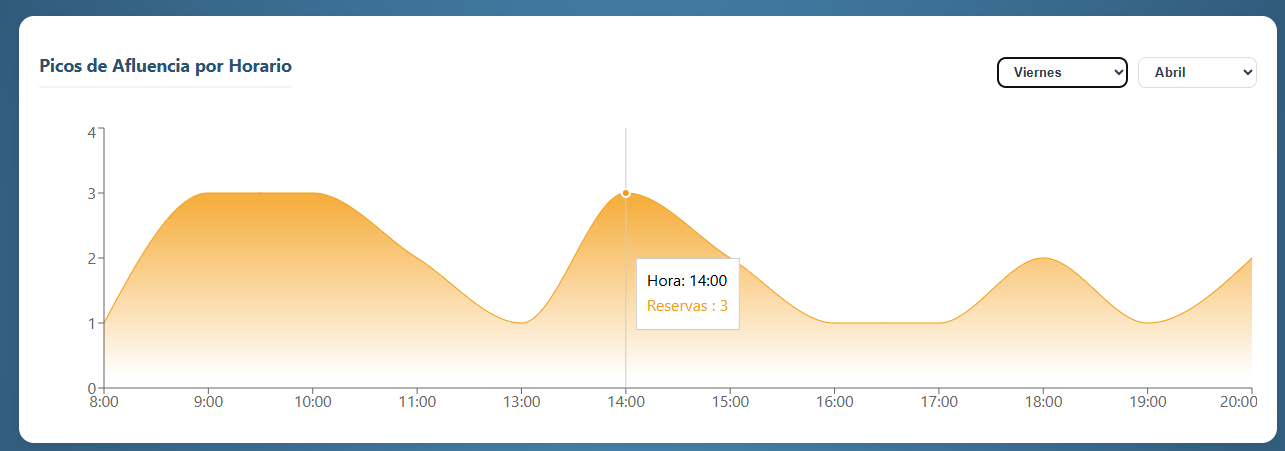 Picos de Afluencia por Horario
Viernes
Abril
4
3
2
1
0
Hora: 14:00
Reservas : 3
8:00 9:00 10:00 11:00 13:00 14:00 15:00 16:00 17:00 18:00 19:00 20:00